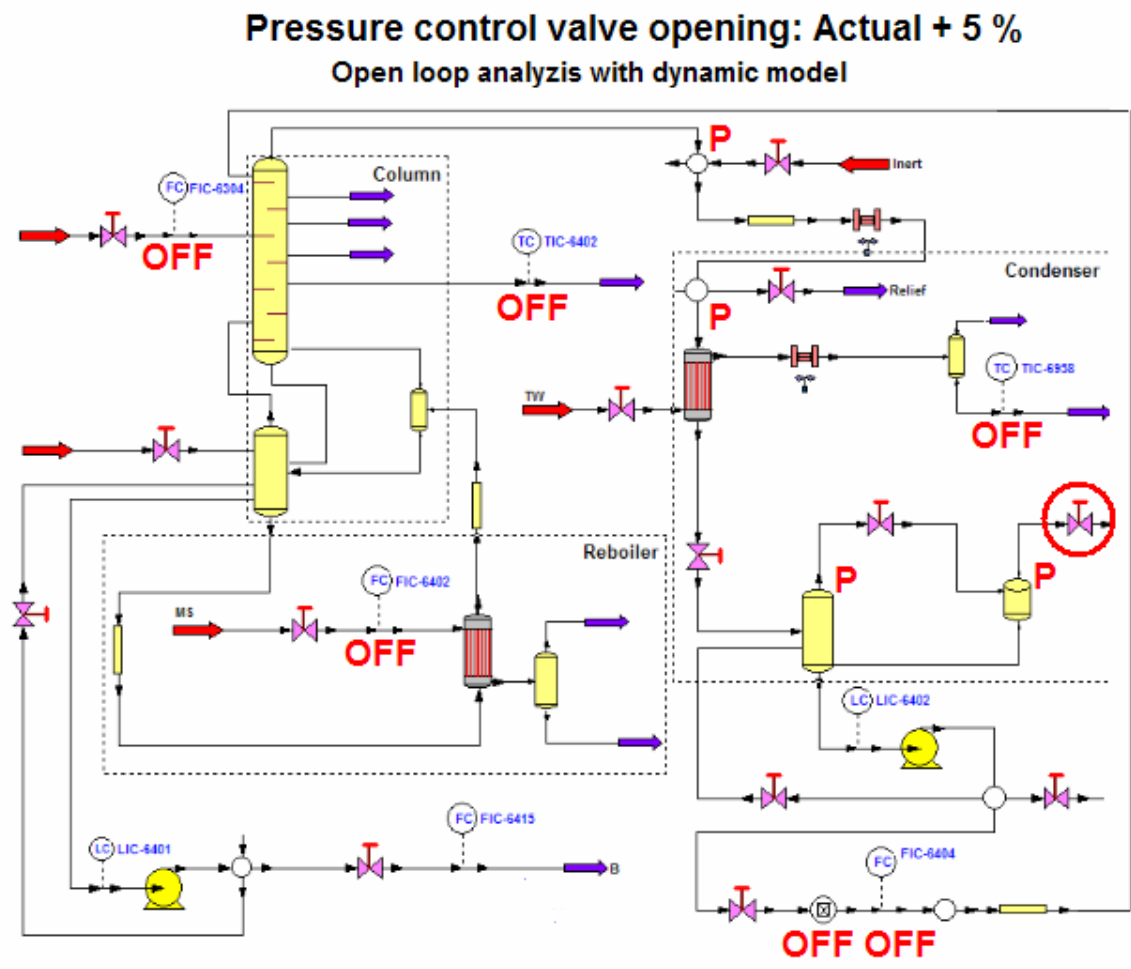 Pressure control valve opening: Actual + 5 %
Open loop analyzis with dynamic model
P
Inert
Column
FC FIC-6304
OFF
TC TIC-6402
OFF
Condenser
Relief
P
TC TIC-6958
OFF
TW
Reboiler
FC FIC-6402
MS
OFF
P
P
LC LIC-6402
LC LIC-6401
FC FIC-6415
B
FC FIC-6404
OFF OFF